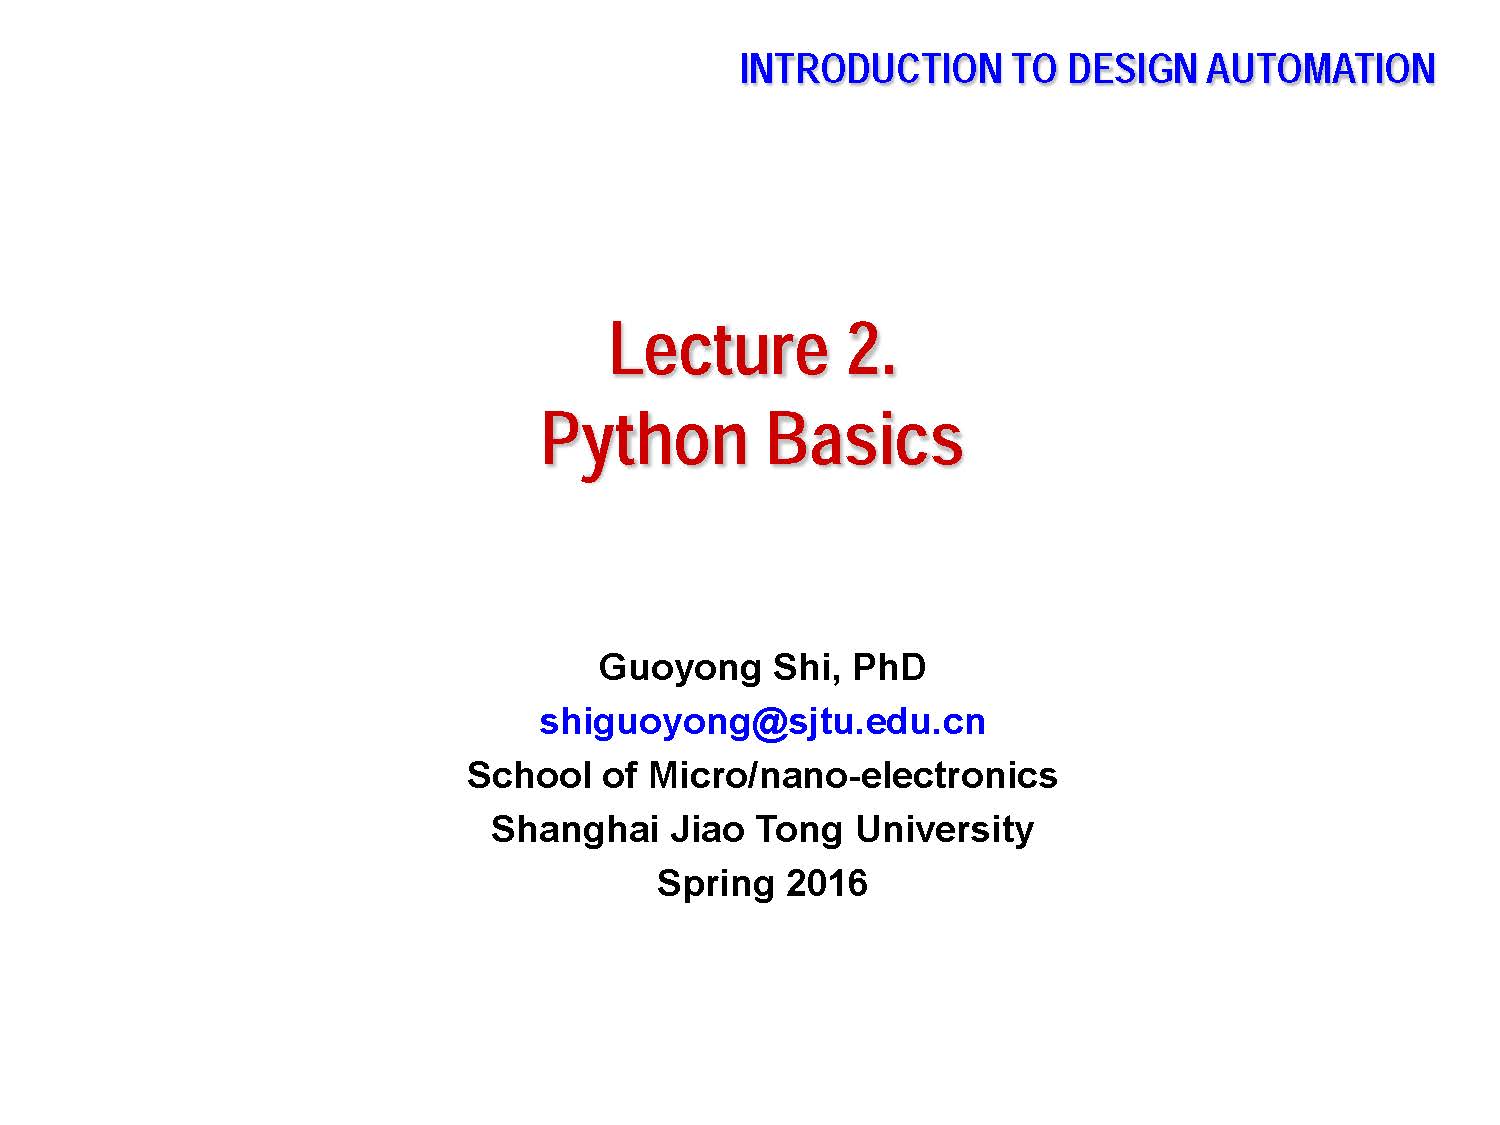 INTRODUCTION TO DESIGN AUTOMATION
Lecture 2.
Python Basics
Guoyong Shi, PhD
shiguoyong@sjtu.edu.cn
School of Micro/nano-electronics
Shanghai Jiao Tong University
Spring 2016